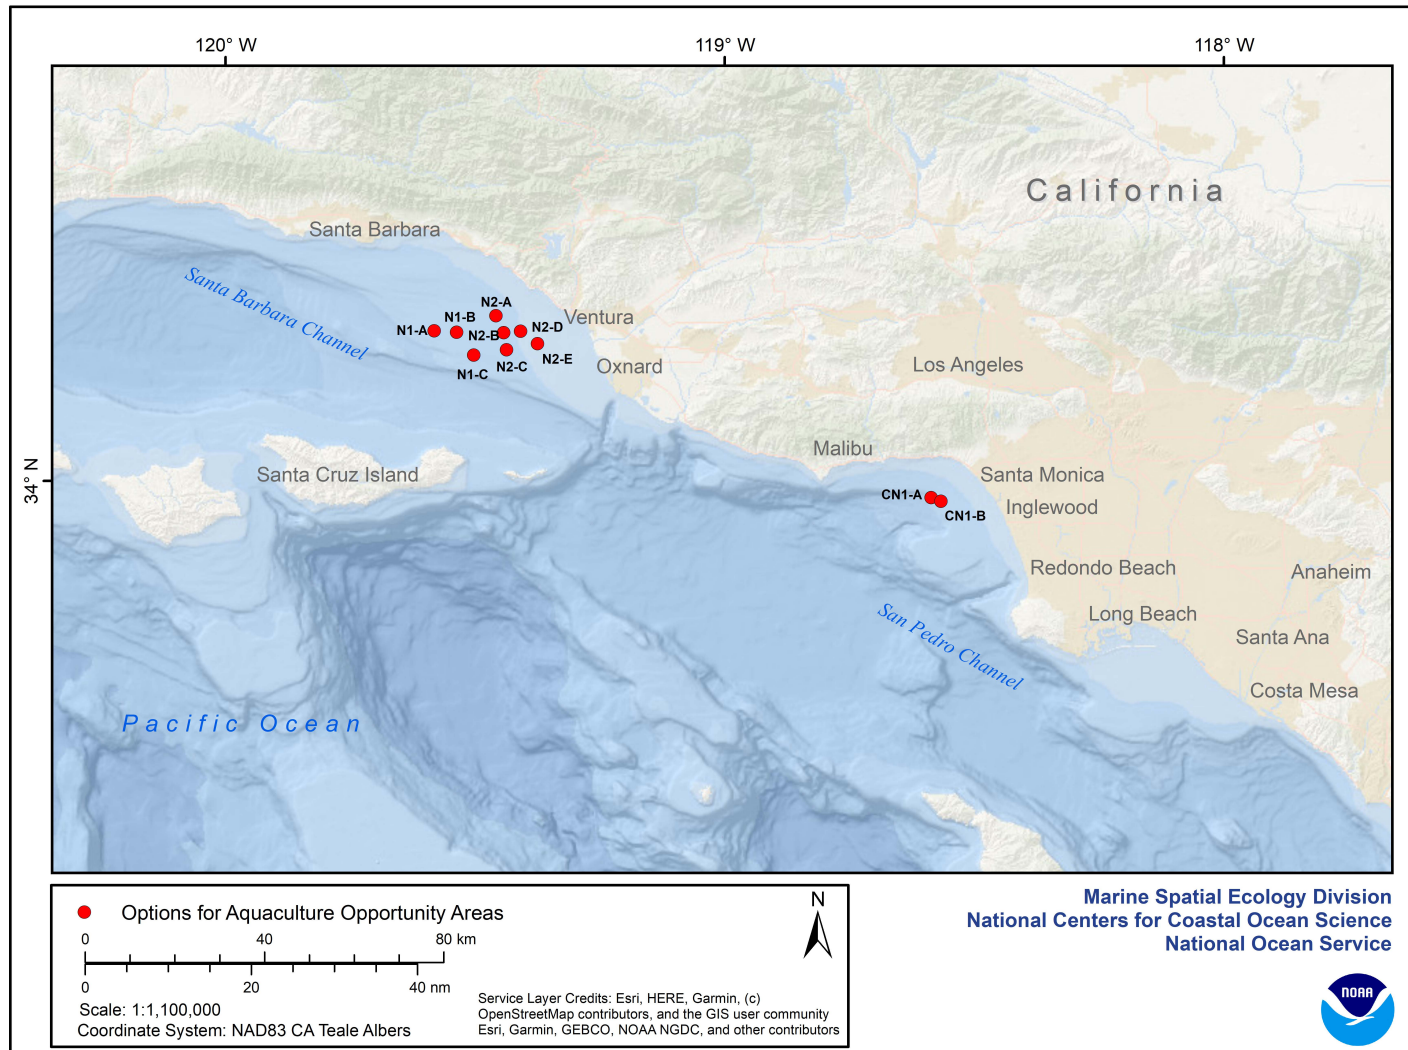 120° W
119° W
118° W
California
Santa Barbara
Santa Barbara Channel
N2-A
N1-B
N1-A
N2-B
N2-D
Ventura
N2-E
N2-C
N1-C
Oxnard
Los Angeles
Malibu
34° N
Santa Cruz Island
Santa Monica
CN1-A
Inglewood
CN1-B
Redondo Beach
Anaheim
San Pedro Channel
Long Beach
Santa Ana
Costa Mesa
Pacific Ocean
Options for Aquaculture Opportunity Areas
0 40 80 km
0 20 40 nm
Scale: 1:1,100,000
Coordinate System: NAD83 CA Teale Albers
N
Service Layer Credits: Esri, HERE, Garmin, (c)
OpenStreetMap contributors, and the GIS user community
Esri, Garmin, GEBCO, NOAA NGDC, and other contributors
Marine Spatial Ecology Division
National Centers for Coastal Ocean Science
National Ocean Service
NOAA